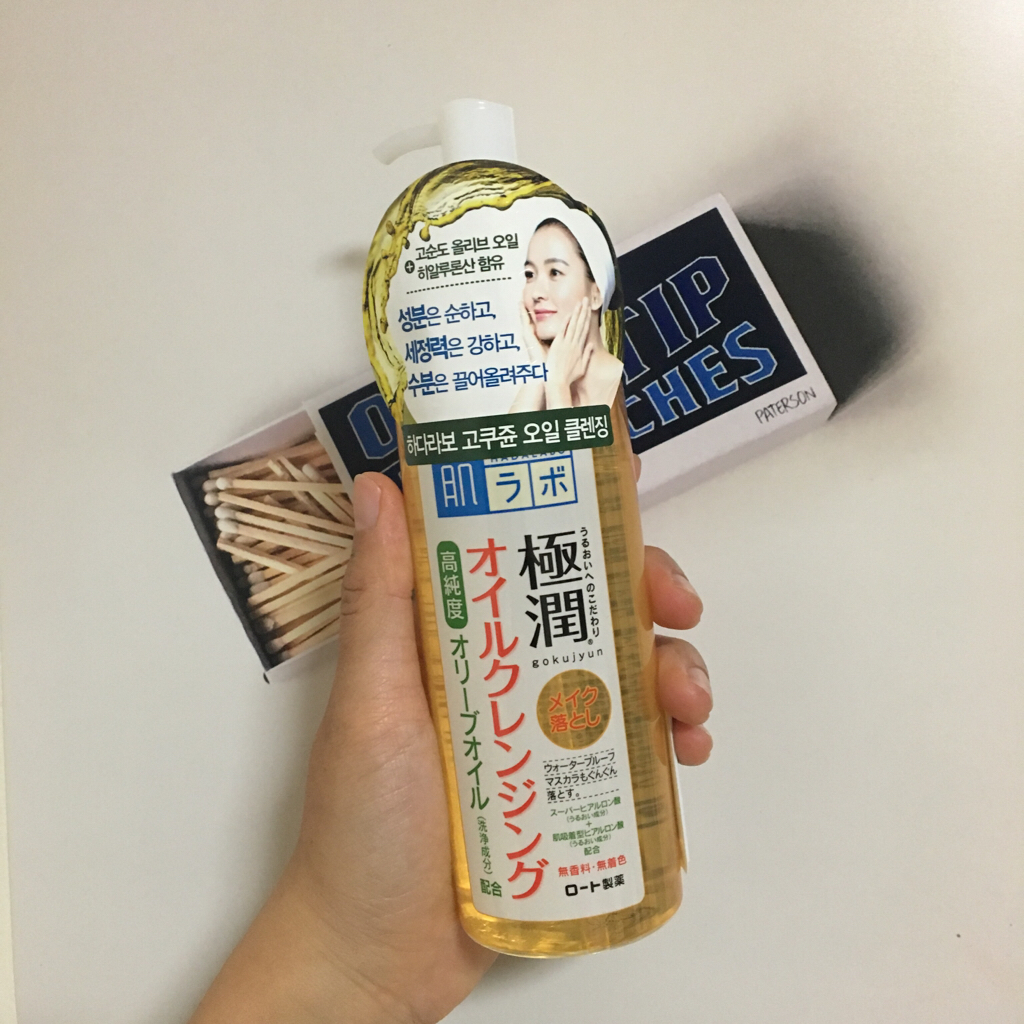 고순도 올리브 오일
+ 히알루론산 함유
성분은 순하고,
세정력은 강하고,
수분은 끌어올려주다
하다라보 고쿠쥰 오일 클렌징
肌ラボ
うるおいへのこだわり®
極潤
gokujyun
オイルクレンジング
高純度
オリーブオイル(洗浄成分)配合
メイク
落とし
ウォータープルーフ
マスカラもぐんぐん
落とす。
スーパーヒアルロン酸
(うるおい成分)
+
肌吸着型ヒアルロン酸
(うるおい成分)
配合
無香料・無着色
ロート製薬
TIP
CHES
PATERSON